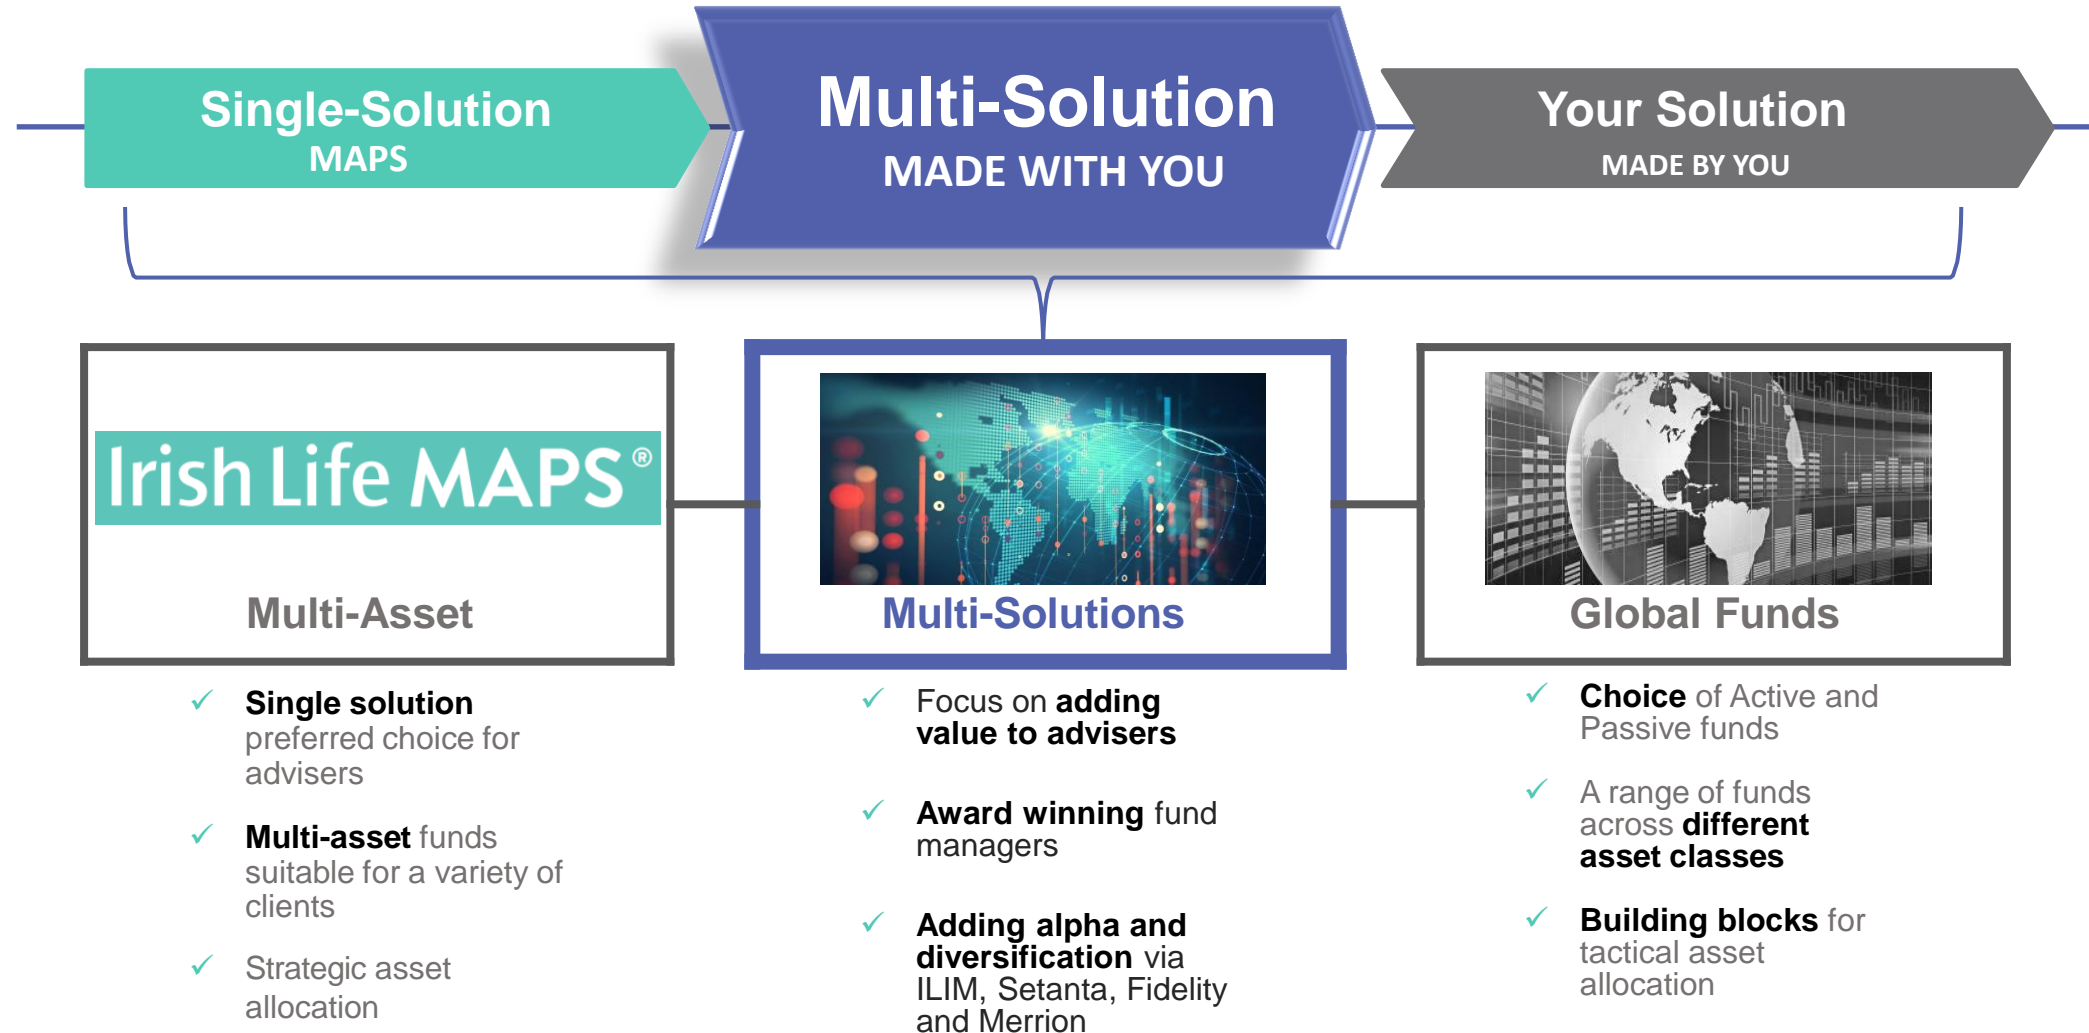 Single-Solution
MAPS
Multi-Solution
MADE WITH YOU
Your Solution
MADE BY YOU
Irish Life MAPS®
Multi-Asset
Multi-Solutions
Global Funds
✓ Single solution
preferred choice for
advisers
✓ Multi-asset funds
suitable for a variety of
clients
✓ Strategic asset
allocation
✓ Focus on adding
value to advisers
✓ Award winning fund
managers
✓ Adding alpha and
diversification via
ILIM, Setanta, Fidelity
and Merrion
✓ Choice of Active and
Passive funds
✓ A range of funds
across different
asset classes
✓ Building blocks for
tactical asset
allocation